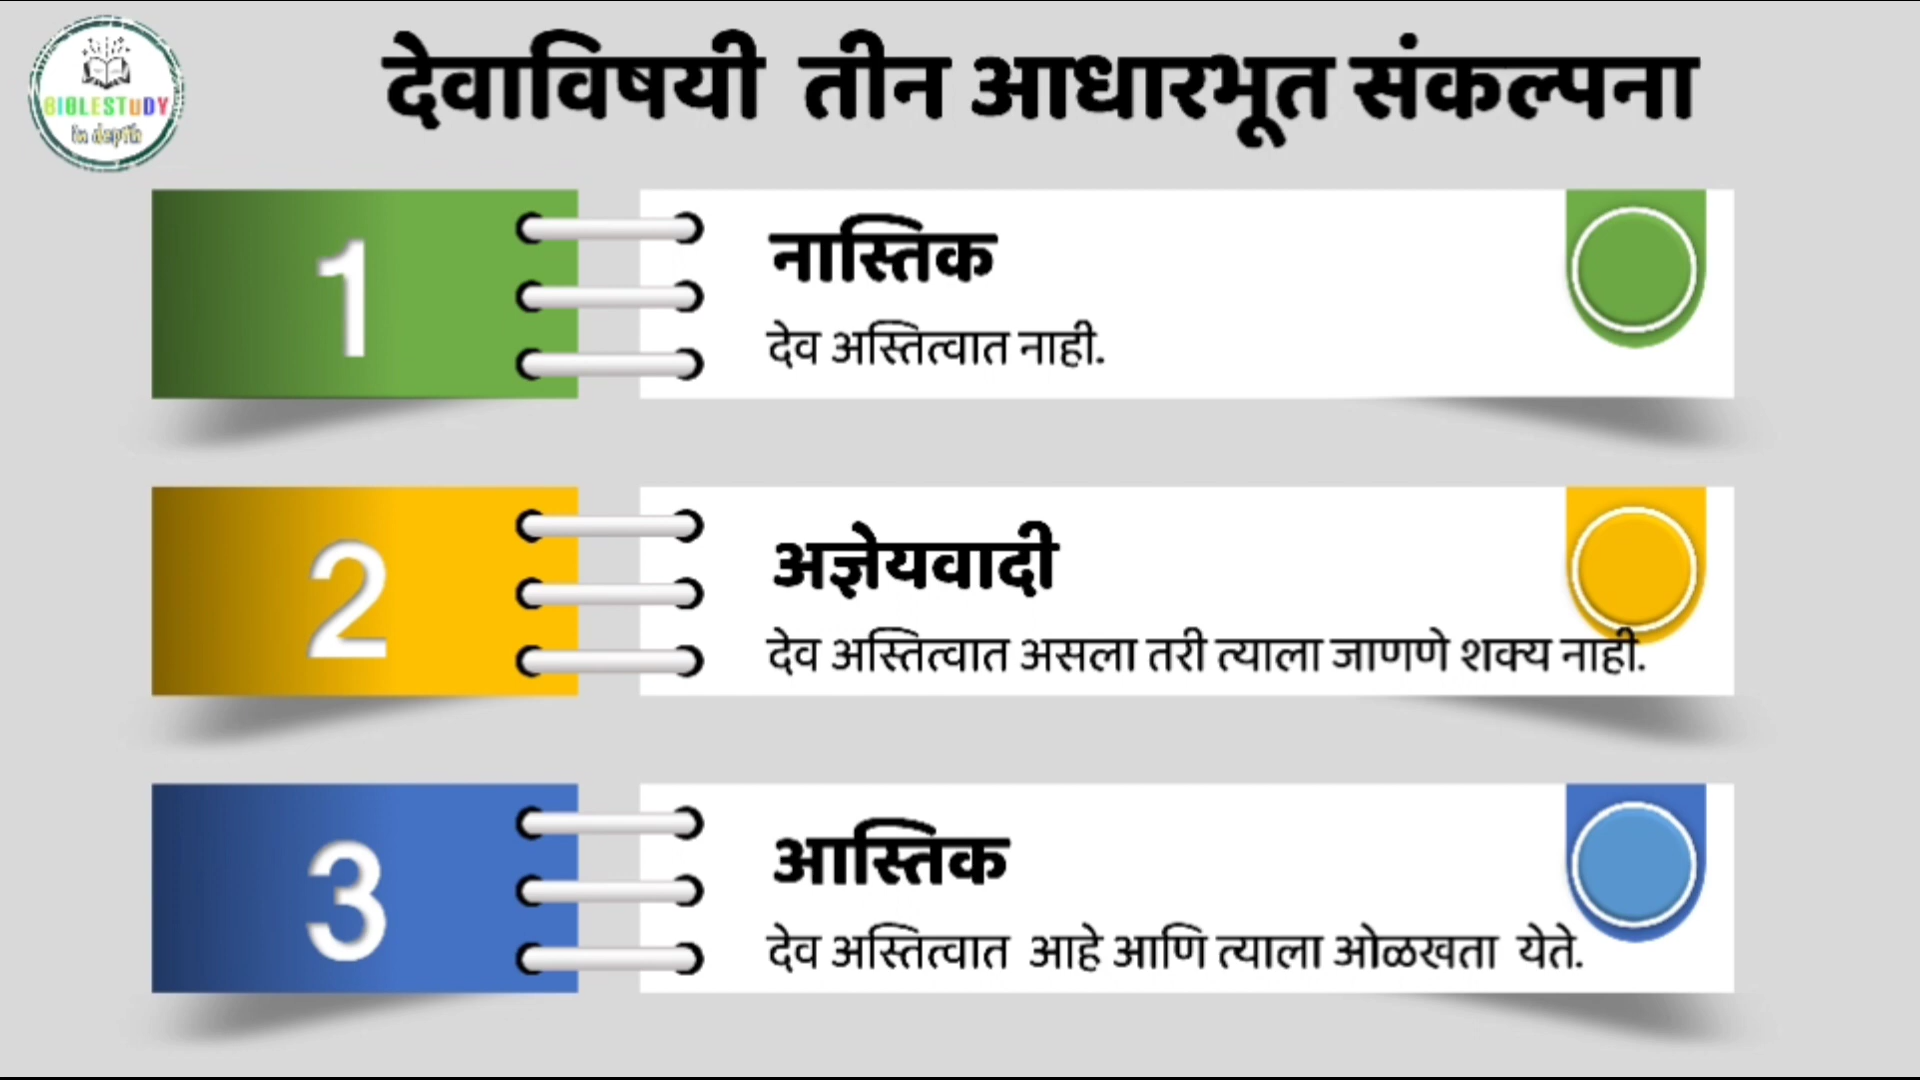 BIBLESTUDY
in depth
देवाविषयी तीन आधारभूत संकल्पना
1
नास्तिक
देव अस्तित्वात नाही.
2
अज्ञेयवादी
देव अस्तित्वात असला तरी त्याला जाणणे शक्य नाही.
3
आस्तिक
देव अस्तित्वात आहे आणि त्याला ओळखता येते.